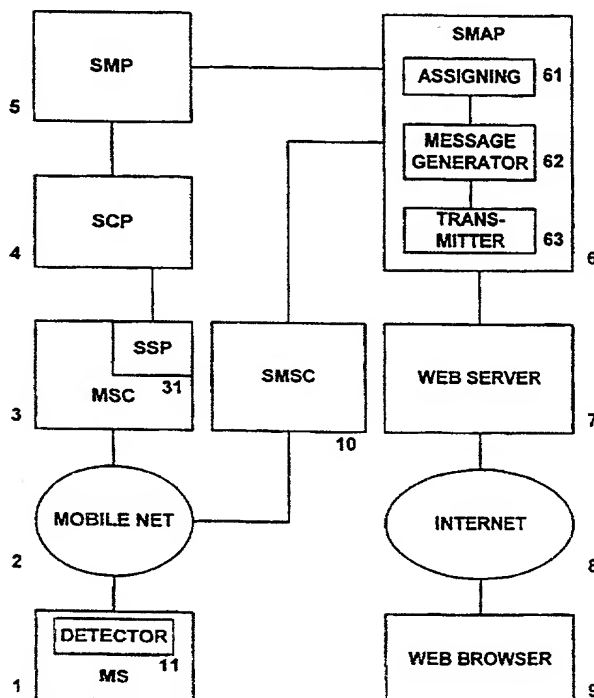 SMP
5
SCP
4
SSP
31
MSC
3
SMSC
10
MOBILE NET
2
DETECTOR
11
MS
1
SMAP
ASSIGNING
61
MESSAGE
GENERATOR
62
TRANS-
MITTER
63
6
WEB SERVER
7
INTERNET
8
WEB BROWSER
9